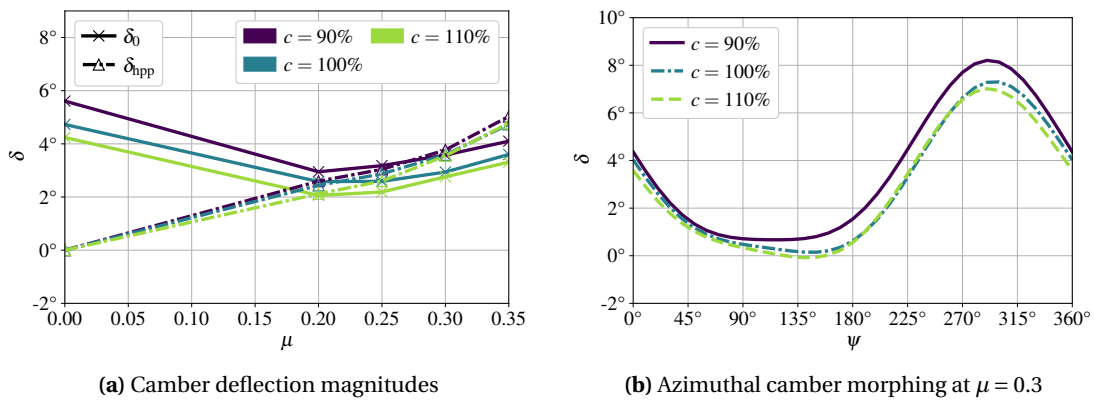 8°
6°
4°
2°
0°
-2°
δ
δ₀
δhpp
c = 90%
c = 100%
c = 110%
0.00 0.05 0.10 0.15 0.20 0.25 0.30 0.35
μ
(a) Camber deflection magnitudes
10°
8°
6°
4°
2°
0°
-2°
δ
c = 90%
c = 100%
c = 110%
0° 45° 90° 135° 180° 225° 270° 315° 360°
ψ
(b) Azimuthal camber morphing at μ = 0.3